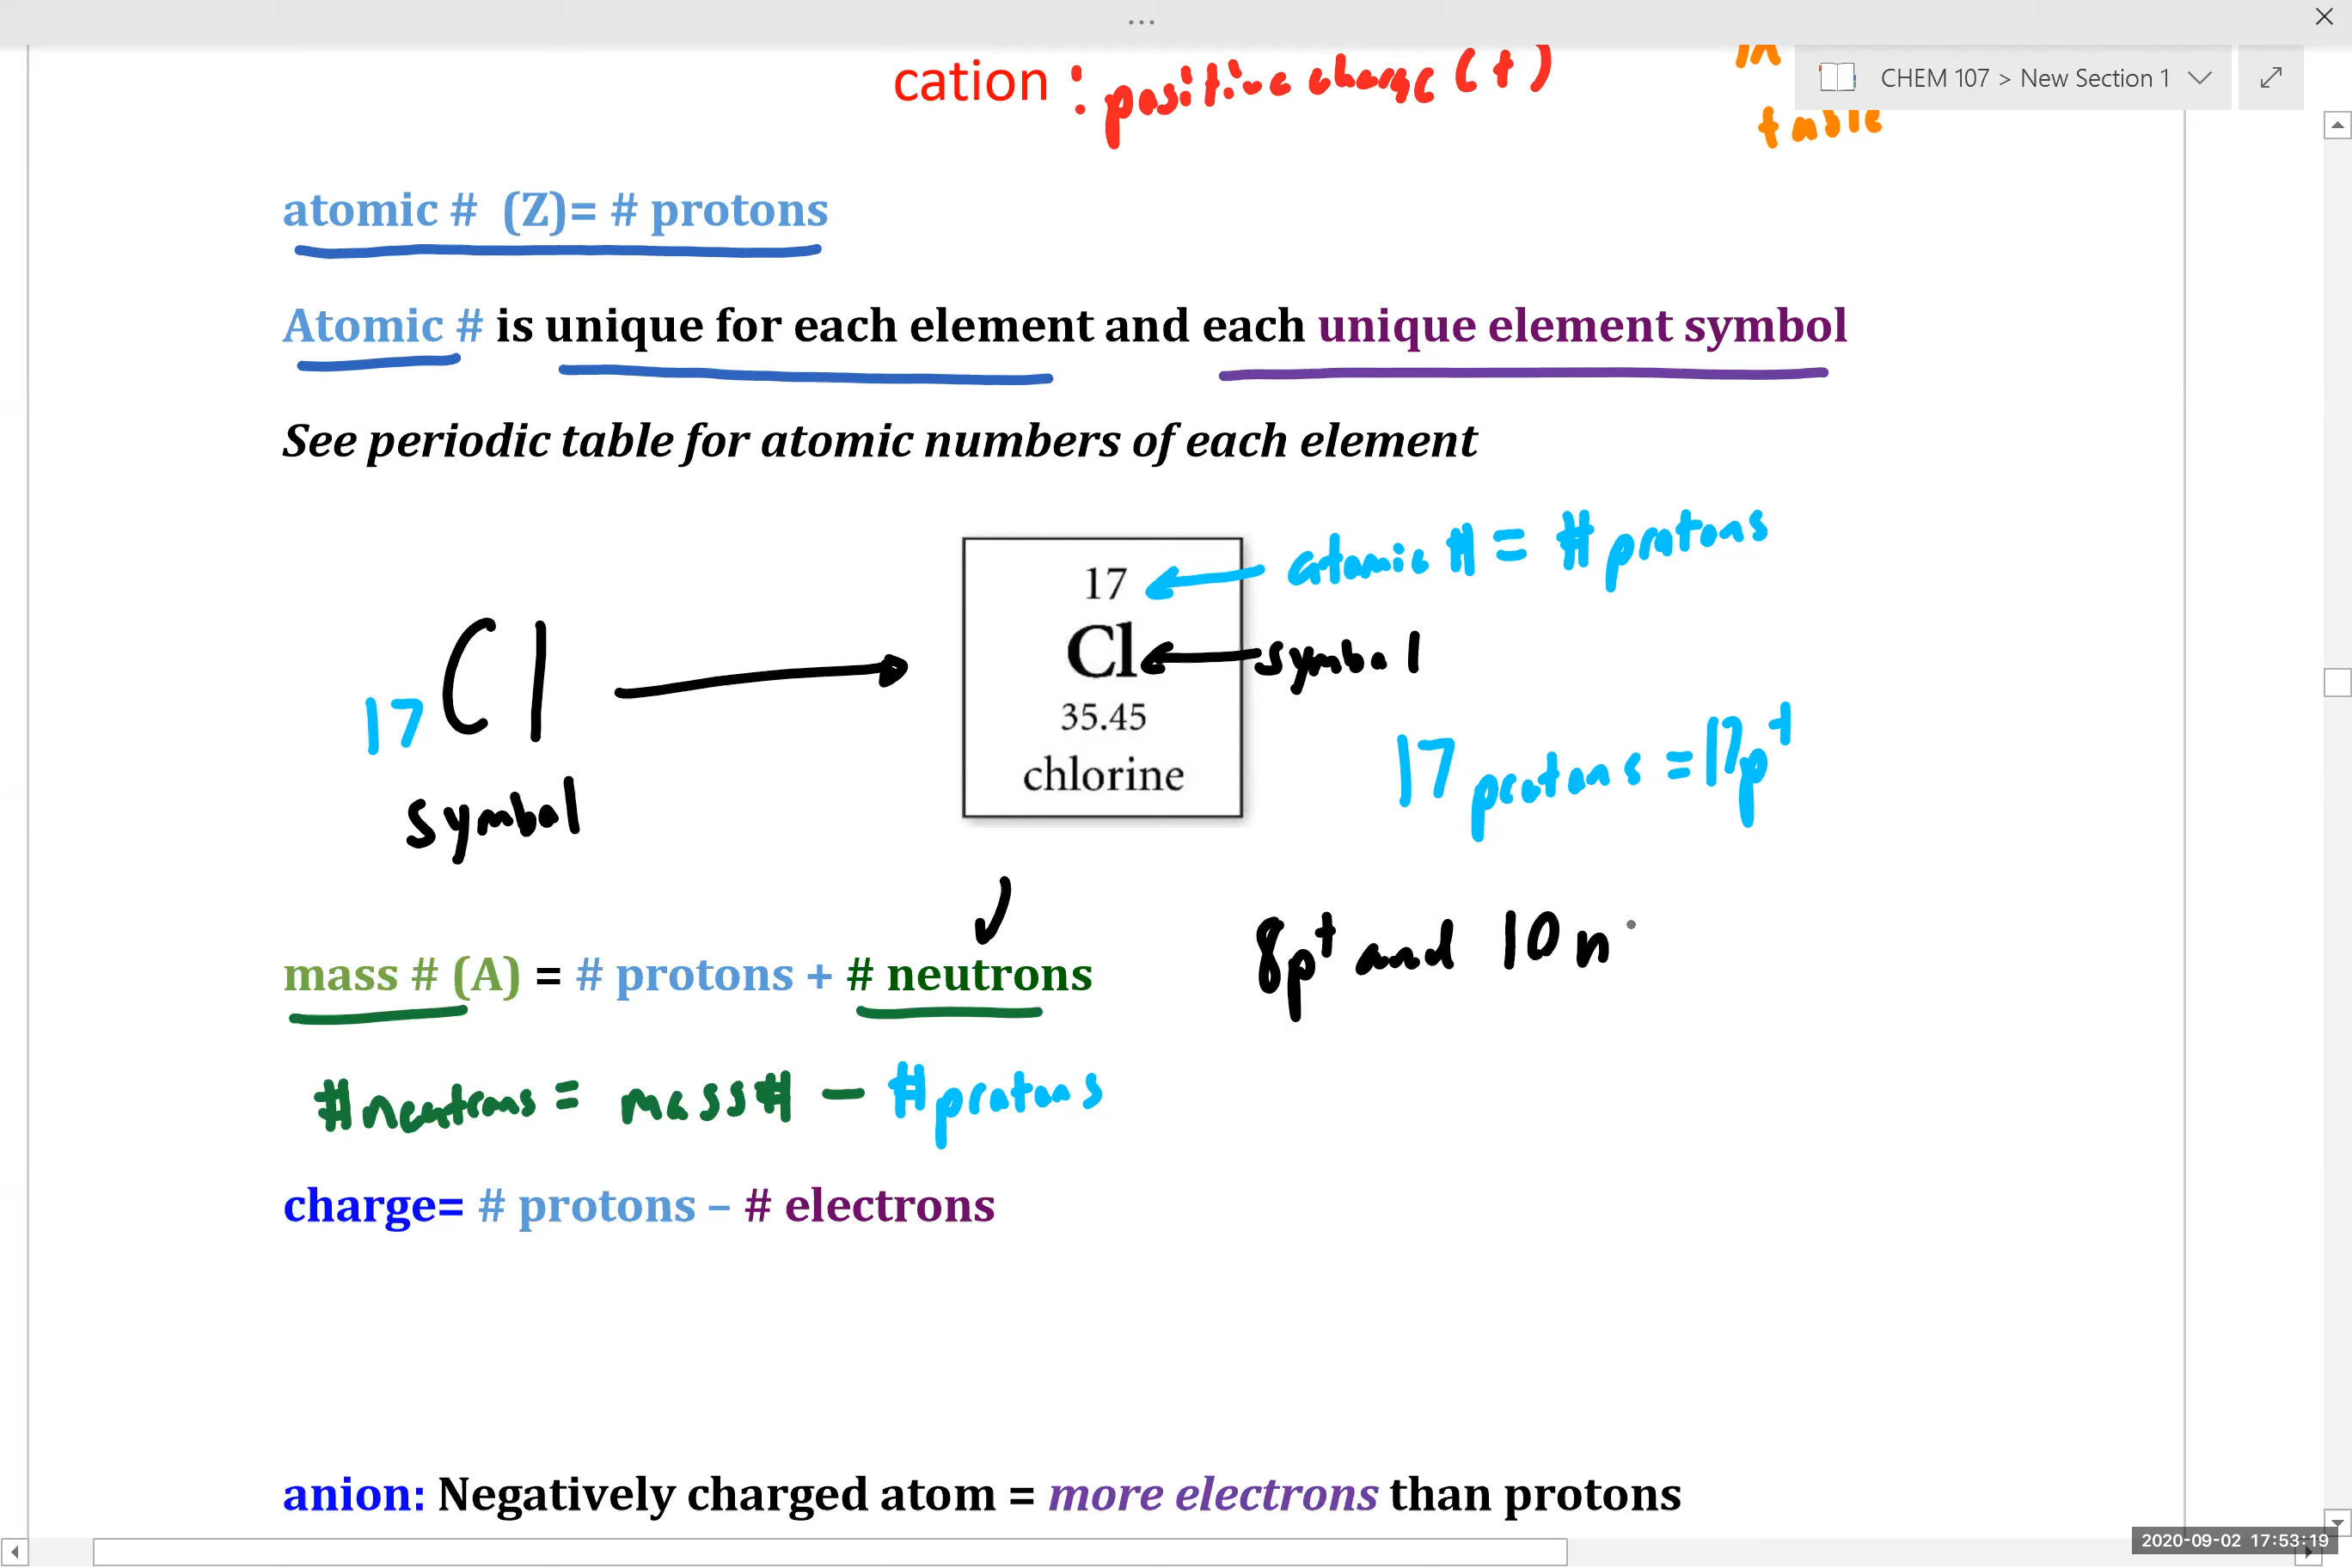 cation : positive charge (+)
table
CHEM 107 > New Section 1
atomic # (Z)= # protons
Atomic # is unique for each element and each unique element symbol
See periodic table for atomic numbers of each element
17
atomic # = # protons
17 Cl
Cl
symbol
35.45
17 protons = 17p+
chlorine
symbol
8p+ and 10 n
mass # (A) = # protons + # neutrons
# neutrons = mass # – # protons
charge= # protons – # electrons
anion: Negatively charged atom = more electrons than protons
2020-09-02 17:53:19